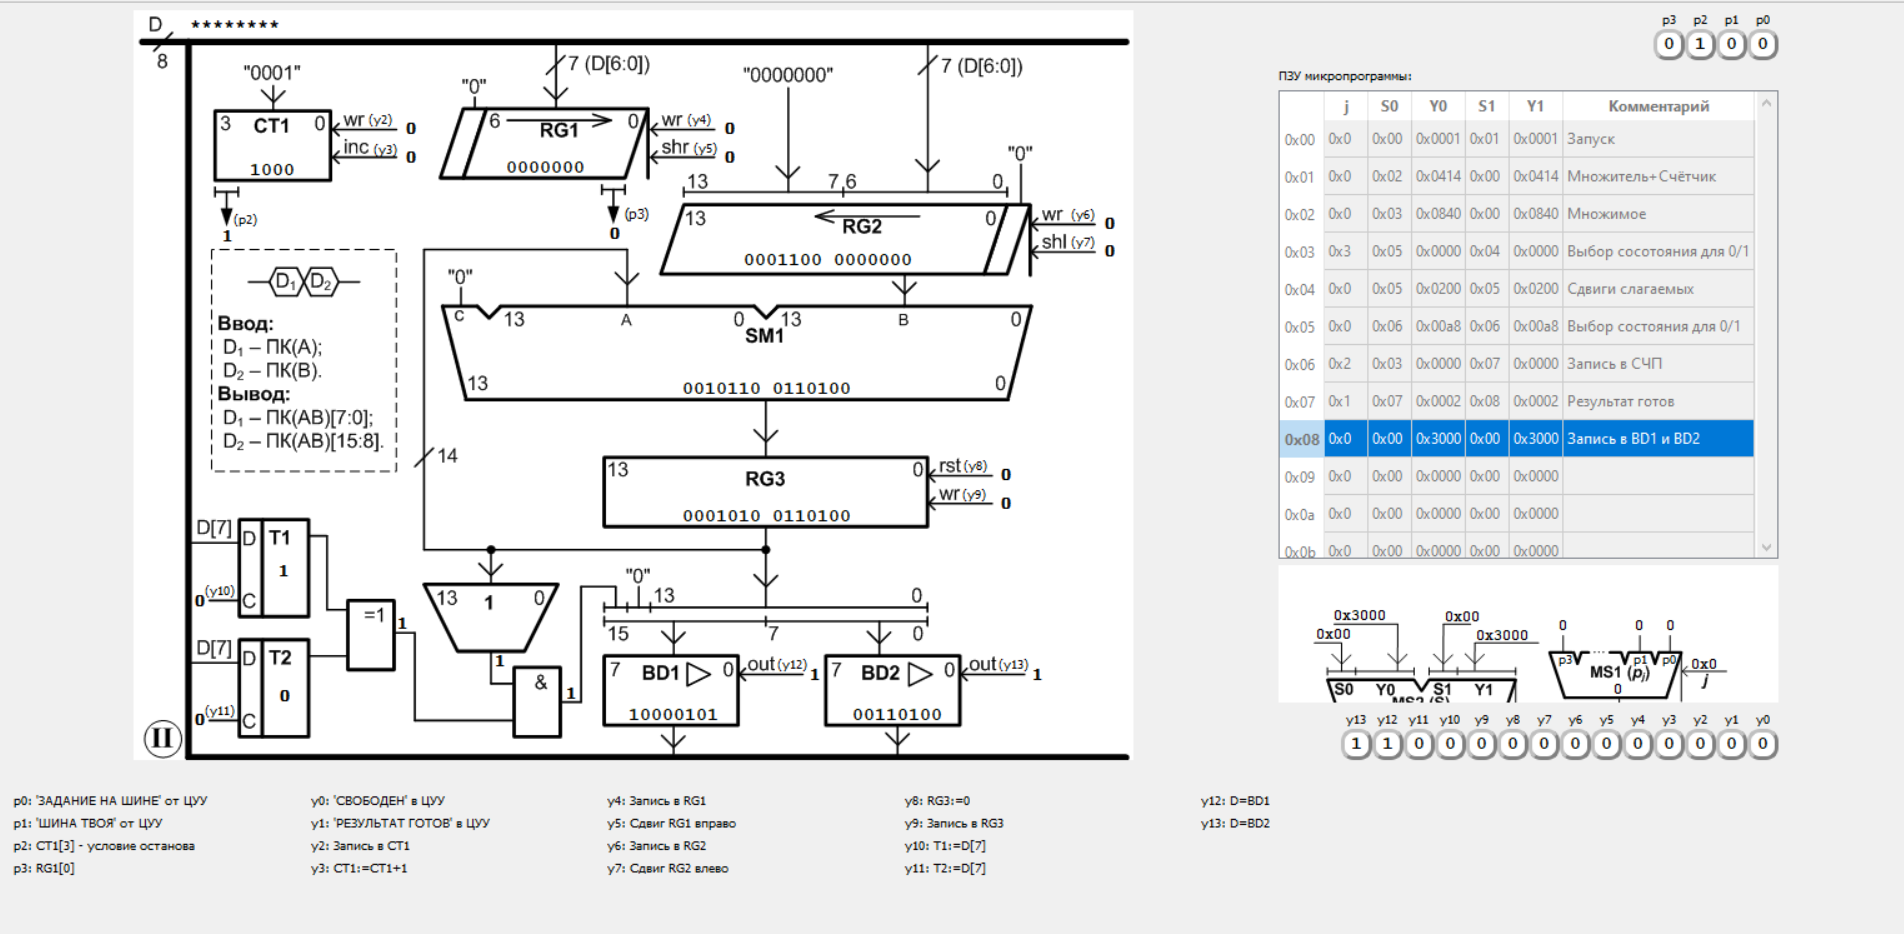 D ********
8
"0001"
3 CT1 0
1000
wr (y2) 0
inc (y3) 0
(p2)
1
"0"
7 (D[6:0])
6 RG1 0
0000000
wr (y4) 0
shr (y5) 0
(p3)
0
"0000000"
7 (D[6:0])
"0"
13 7 6 0
13 RG2 0
0001100 0000000
wr (y6) 0
shl (y7) 0
D₁ D₂
Ввод:
D₁ – ПК(A);
D₂ – ПК(B).
Вывод:
D₁ – ПК(AB)[7:0];
D₂ – ПК(AB)[15:8].
"0"
C 13 A 0 13 B 0
SM1
13 0010110 0110100 0
14
13 RG3 0
0001010 0110100
rst (y8) 0
wr (y9) 0
D[7] D T1
1
0 (y10) C
D[7] D T2
0
0 (y11) C
=1 1
13 1 0
1
& 1
"0" 13 0
15 7 0
7 BD1 0
10000101
out (y12) 1
7 BD2 0
00110100
out (y13) 1
II
p3 p2 p1 p0
0 1 0 0
ПЗУ микропрограммы:
j S0 Y0 S1 Y1 Комментарий
0x00 0x0 0x00 0x0001 0x01 0x0001 Запуск
0x01 0x0 0x02 0x0414 0x00 0x0414 Множитель+Счётчик
0x02 0x0 0x03 0x0840 0x00 0x0840 Множимое
0x03 0x3 0x05 0x0000 0x04 0x0000 Выбор сосотояния для 0/1
0x04 0x0 0x05 0x0200 0x05 0x0200 Сдвиги слагаемых
0x05 0x0 0x06 0x00a8 0x06 0x00a8 Выбор состояния для 0/1
0x06 0x2 0x03 0x0000 0x07 0x0000 Запись в СЧП
0x07 0x1 0x07 0x0002 0x08 0x0002 Результат готов
0x08 0x0 0x00 0x3000 0x00 0x3000 Запись в BD1 и BD2
0x09 0x0 0x00 0x0000 0x00 0x0000
0x0a 0x0 0x00 0x0000 0x00 0x0000
0x0b 0x0 0x00 0x0000 0x00 0x0000
0x3000 0x00
0x00 0x3000
S0 Y0 S1 Y1
0 0 0
p3 ... p1 p0
MS1 (pj) 0x0
0 j
y13 y12 y11 y10 y9 y8 y7 y6 y5 y4 y3 y2 y1 y0
1 1 0 0 0 0 0 0 0 0 0 0 0 0
p0: 'ЗАДАНИЕ НА ШИНЕ' от ЦУУ
p1: 'ШИНА ТВОЯ' от ЦУУ
p2: CT1[3] - условие останова
p3: RG1[0]
y0: 'СВОБОДЕН' в ЦУУ
y1: 'РЕЗУЛЬТАТ ГОТОВ' в ЦУУ
y2: Запись в CT1
y3: CT1:=CT1+1
y4: Запись в RG1
y5: Сдвиг RG1 вправо
y6: Запись в RG2
y7: Сдвиг RG2 влево
y8: RG3:=0
y9: Запись в RG3
y10: T1:=D[7]
y11: T2:=D[7]
y12: D=BD1
y13: D=BD2